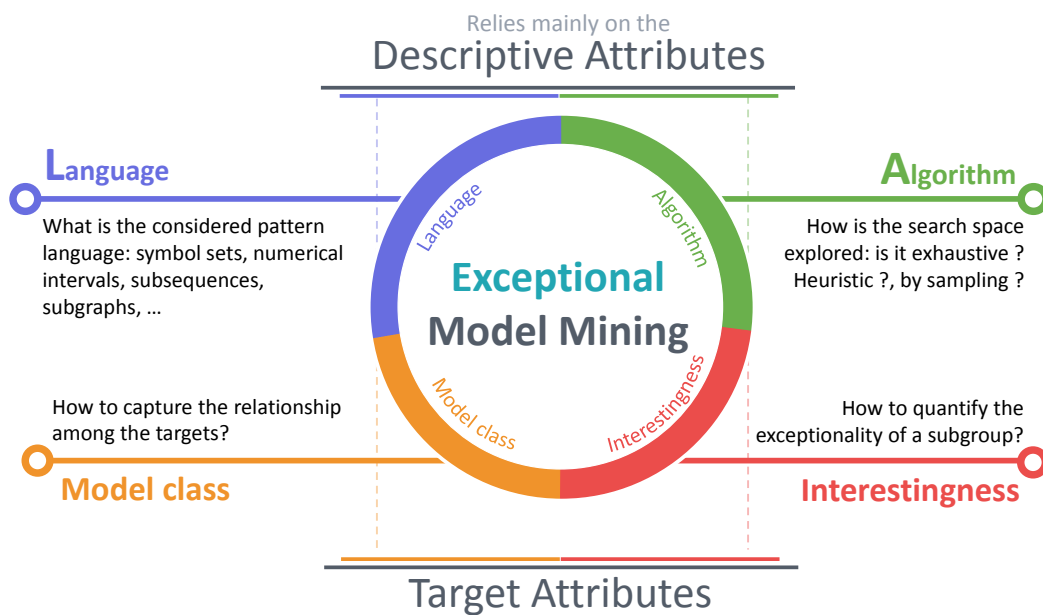 Relies mainly on the
Descriptive Attributes
Language
What is the considered pattern
language: symbol sets, numerical
intervals, subsequences,
subgraphs, ...
Algorithm
How is the search space
explored: is it exhaustive ?
Heuristic ?, by sampling ?
Language
Algorithm
Exceptional
Model Mining
Model class
Interestingness
How to capture the relationship
among the targets?
Model class
How to quantify the
exceptionality of a subgroup?
Interestingness
Target Attributes